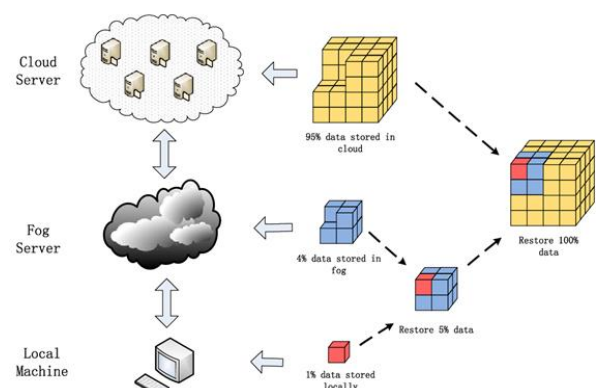 Cloud
Server
95% data stored in
cloud
Fog
Server
4% data stored in
fog
Restore 100%
data
Restore 5% data
Local
Machine
1% data stored
locally